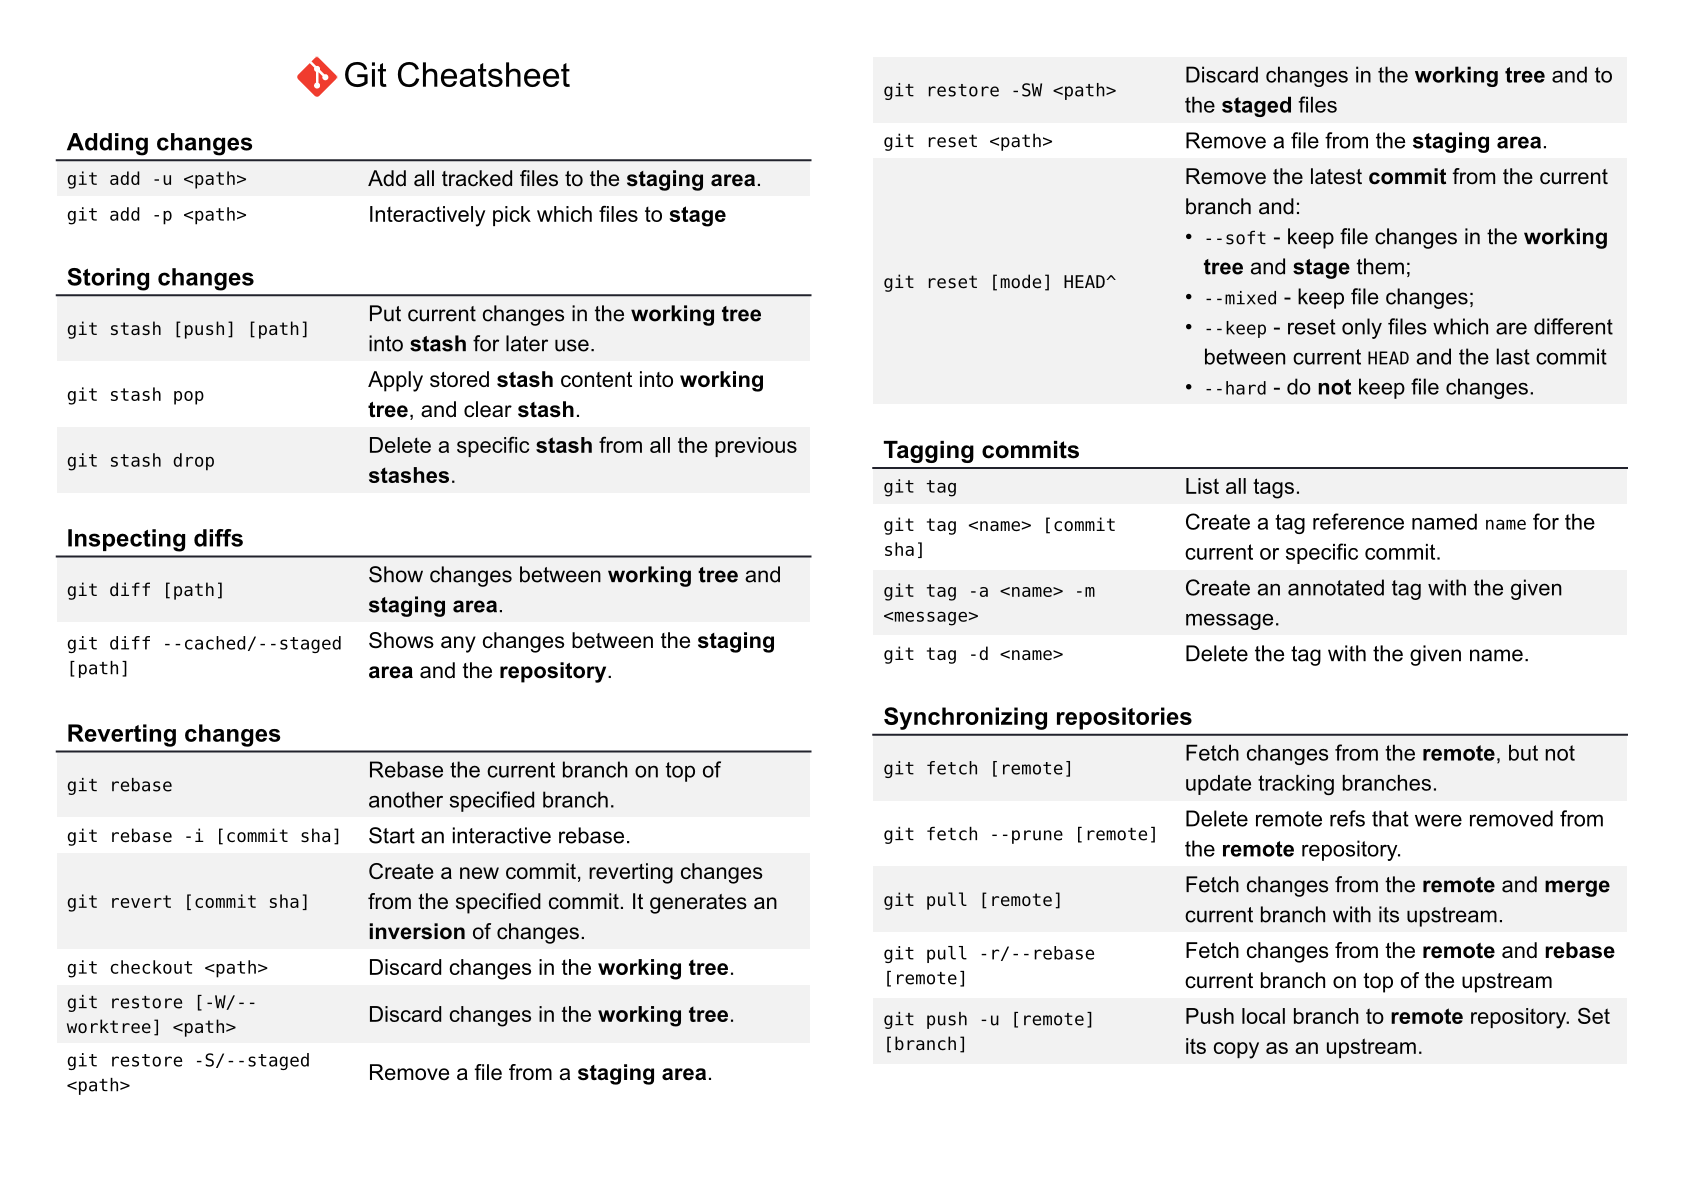 Git Cheatsheet
Adding changes
git add -u <path>
Add all tracked files to the staging area.
git add -p <path>
Interactively pick which files to stage
Storing changes
git stash [push] [path]
Put current changes in the working tree
into stash for later use.
git stash pop
Apply stored stash content into working
tree, and clear stash.
git stash drop
Delete a specific stash from all the previous
stashes.
Inspecting diffs
git diff [path]
Show changes between working tree and
staging area.
git diff --cached/--staged
[path]
Shows any changes between the staging
area and the repository.
Reverting changes
git rebase
Rebase the current branch on top of
another specified branch.
git rebase -i [commit sha]
Start an interactive rebase.
git revert [commit sha]
Create a new commit, reverting changes
from the specified commit. It generates an
inversion of changes.
git checkout <path>
Discard changes in the working tree.
git restore [-W/--
worktree] <path>
Discard changes in the working tree.
git restore -S/--staged
<path>
Remove a file from a staging area.
git restore -SW <path>
Discard changes in the working tree and to
the staged files
git reset <path>
Remove a file from the staging area.
git reset [mode] HEAD^
Remove the latest commit from the current
branch and:
• --soft - keep file changes in the working
tree and stage them;
• --mixed - keep file changes;
• --keep - reset only files which are different
between current HEAD and the last commit
• --hard - do not keep file changes.
Tagging commits
git tag
List all tags.
git tag <name> [commit
sha]
Create a tag reference named name for the
current or specific commit.
git tag -a <name> -m
<message>
Create an annotated tag with the given
message.
git tag -d <name>
Delete the tag with the given name.
Synchronizing repositories
git fetch [remote]
Fetch changes from the remote, but not
update tracking branches.
git fetch --prune [remote]
Delete remote refs that were removed from
the remote repository.
git pull [remote]
Fetch changes from the remote and merge
current branch with its upstream.
git pull -r/--rebase
[remote]
Fetch changes from the remote and rebase
current branch on top of the upstream
git push -u [remote]
[branch]
Push local branch to remote repository. Set
its copy as an upstream.